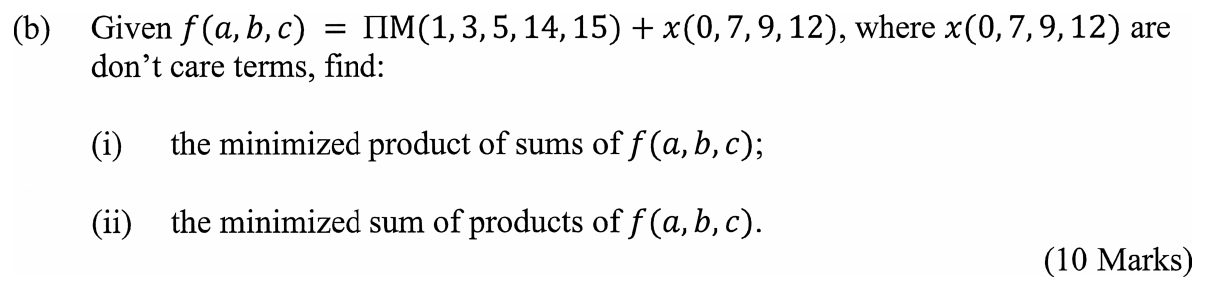 (b) Given f(a, b, c) = ΠM(1, 3, 5, 14, 15) + x(0, 7, 9, 12), where x(0, 7, 9, 12) are
don’t care terms, find:
(i) the minimized product of sums of f(a, b, c);
(ii) the minimized sum of products of f(a, b, c).
(10 Marks)